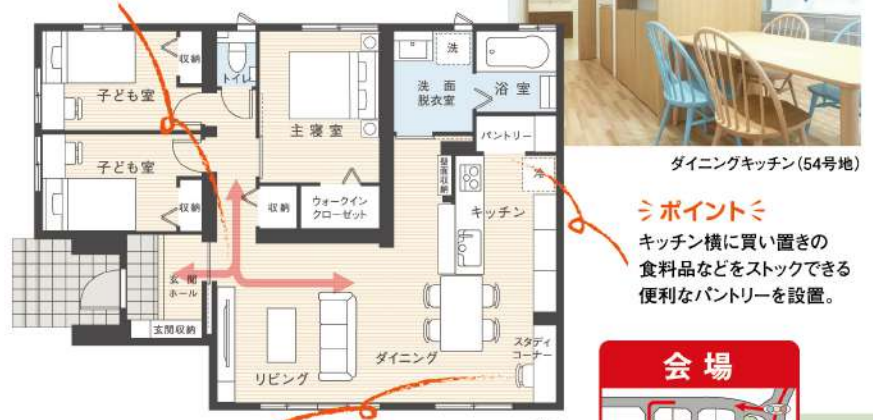 収納
トイレ
子ども室
主寝室
洗
洗面
脱衣室
浴室
パントリー
子ども室
収納
収納
ウォークイン
クローゼット
壁面収納
冷
キッチン
玄関
ホール
玄関収納
リビング
ダイニング
スタディ
コーナー
ダイニングキッチン(54号地)
ポイント
キッチン横に買い置きの
食料品などをストックできる
便利なパントリーを設置。
会場